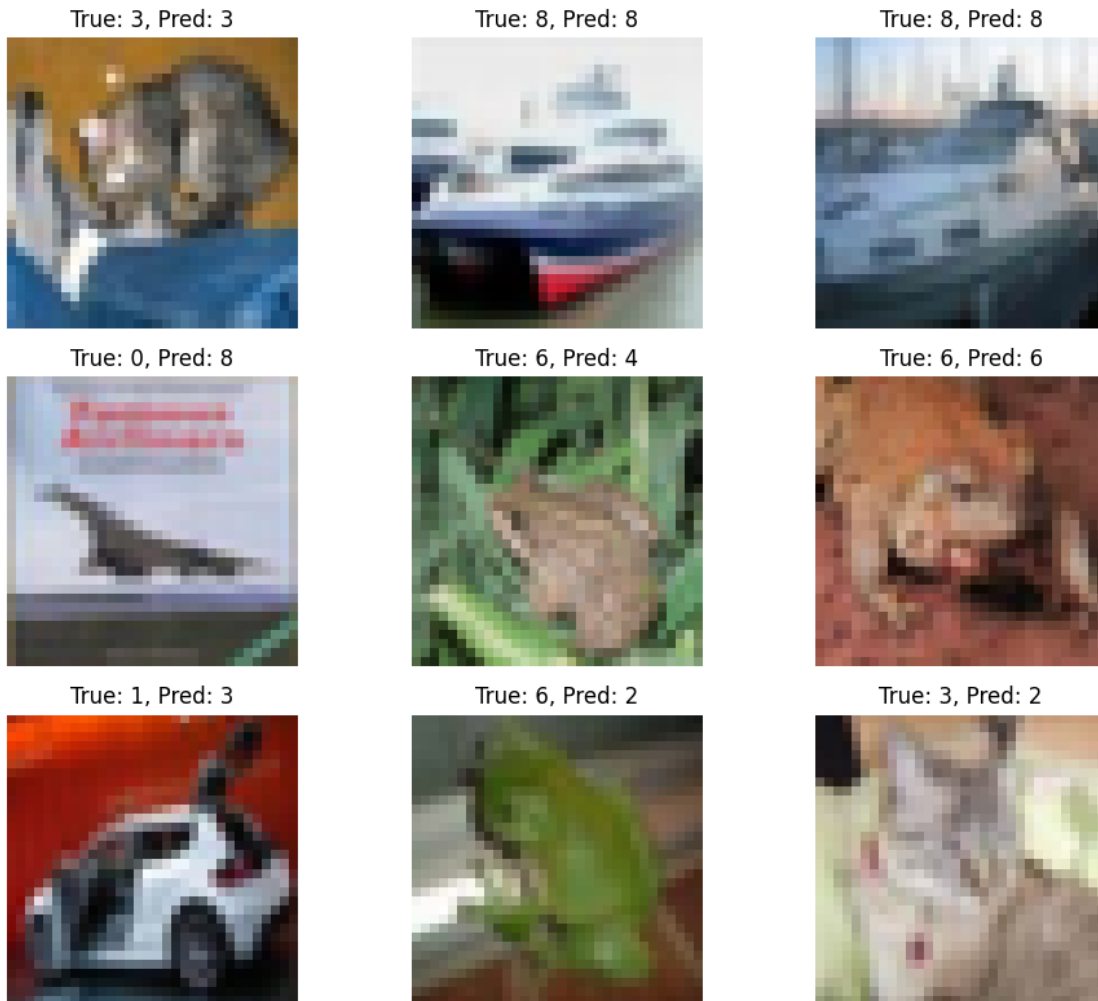 True: 3, Pred: 3
True: 8, Pred: 8
True: 8, Pred: 8
True: 0, Pred: 8
True: 6, Pred: 4
True: 6, Pred: 6
True: 1, Pred: 3
True: 6, Pred: 2
True: 3, Pred: 2